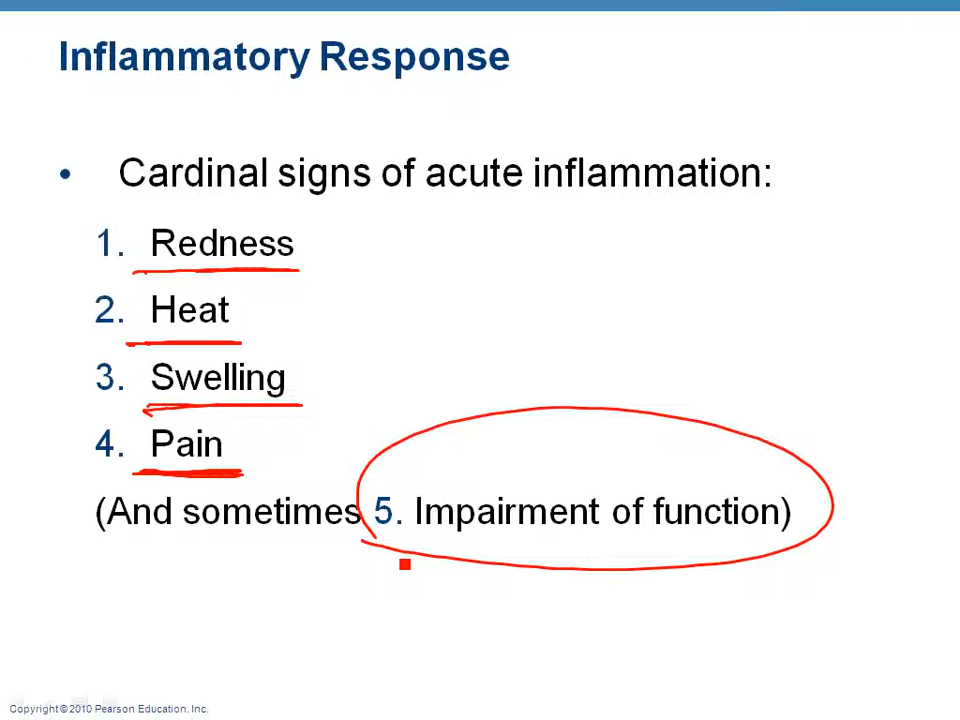 Inflammatory Response
• Cardinal signs of acute inflammation:
1. Redness
2. Heat
3. Swelling
4. Pain
(And sometimes 5. Impairment of function)
Copyright © 2010 Pearson Education, Inc.